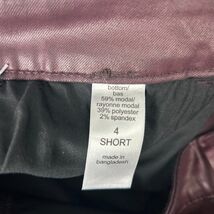 bottom/
bas
59% modal/
rayonne modal
39% polyester
2% spandex
4
SHORT
made in
bangladesh